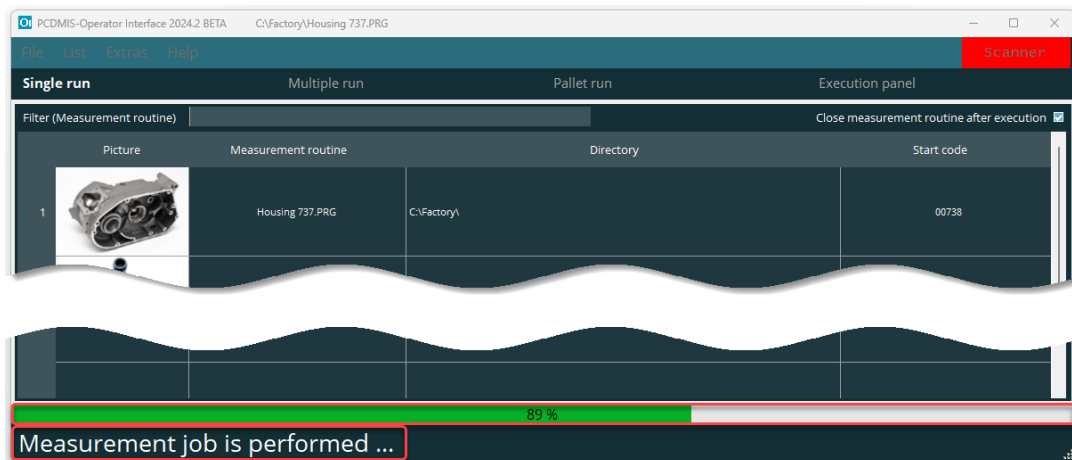 PCDMIS-Operator Interface 2024.2 BETA C:\Factory\Housing 737.PRG
File List Extras Help Scanner
Single run Multiple run Pallet run Execution panel
Filter (Measurement routine) Close measurement routine after execution
Picture Measurement routine Directory Start code
1 Housing 737.PRG C:\Factory\ 00738
89 %
Measurement job is performed ...